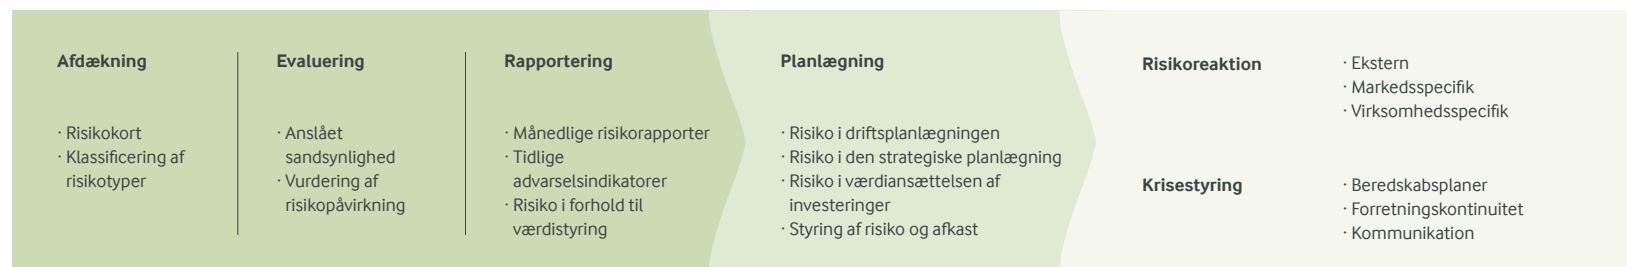 Afdækning
· Risikokort
· Klassificering af
risikotyper
Evaluering
· Anslået
sandsynlighed
· Vurdering af
risikopåvirkning
Rapportering
· Månedlige risikorapporter
· Tidlige
advarselsindikatorer
· Risiko i forhold til
værdistyring
Planlægning
· Risiko i driftsplanlægningen
· Risiko i den strategiske planlægning
· Risiko i værdiansættelsen af
investeringer
· Styring af risiko og afkast
Risikoreaktion
· Ekstern
· Markedsspecifik
· Virksomhedsspecifik
Krisestyring
· Beredskabsplaner
· Forretningskontinuitet
· Kommunikation